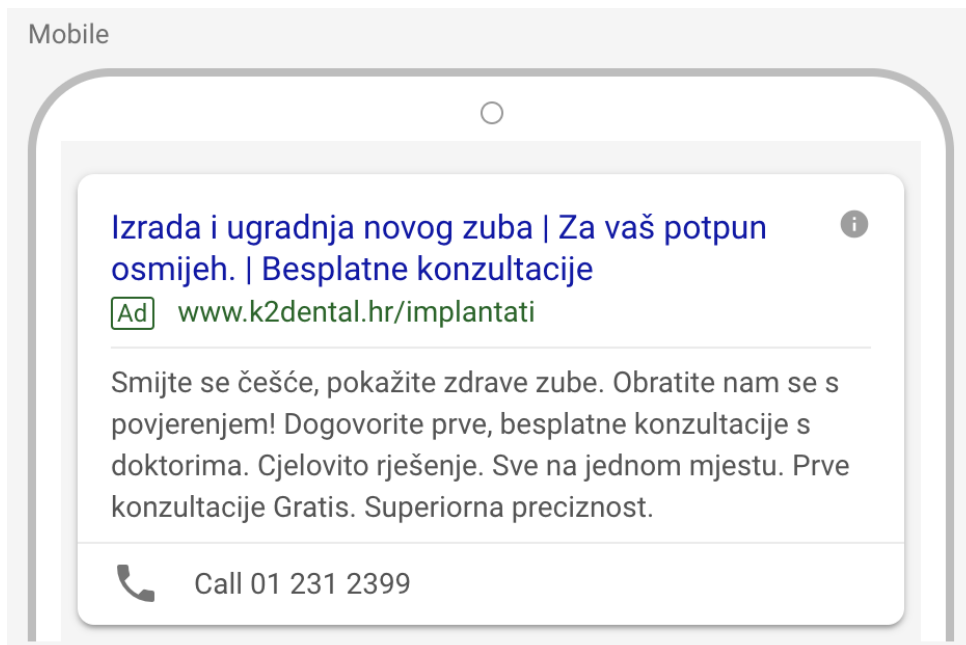 Mobile
Izrada i ugradnja novog zuba | Za vaš potpun
osmijeh. | Besplatne konzultacije
Ad www.k2dental.hr/implantati
Smijte se češće, pokažite zdrave zube. Obratite nam se s
povjerenjem! Dogovorite prve, besplatne konzultacije s
doktorima. Cjelovito rješenje. Sve na jednom mjestu. Prve
konzultacije Gratis. Superiorna preciznost.
Call 01 231 2399